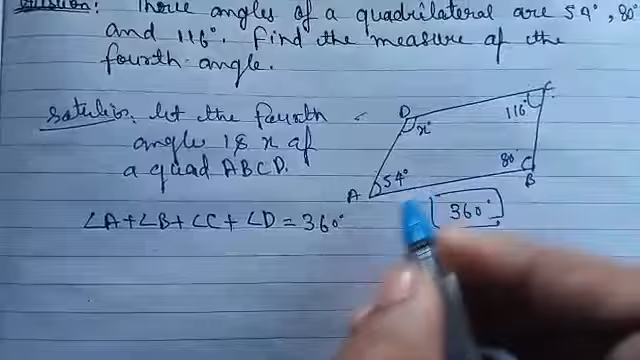 Question: Three angles of a quadrilateral are 54°, 80°
and 116°. Find the measure of the
fourth angle.
Solution: let the fourth
angle is x of
a quad ABCD.
∠A+∠B+∠C+∠D=360°
D
x°
C
116°
80°
B
A
54°
360°